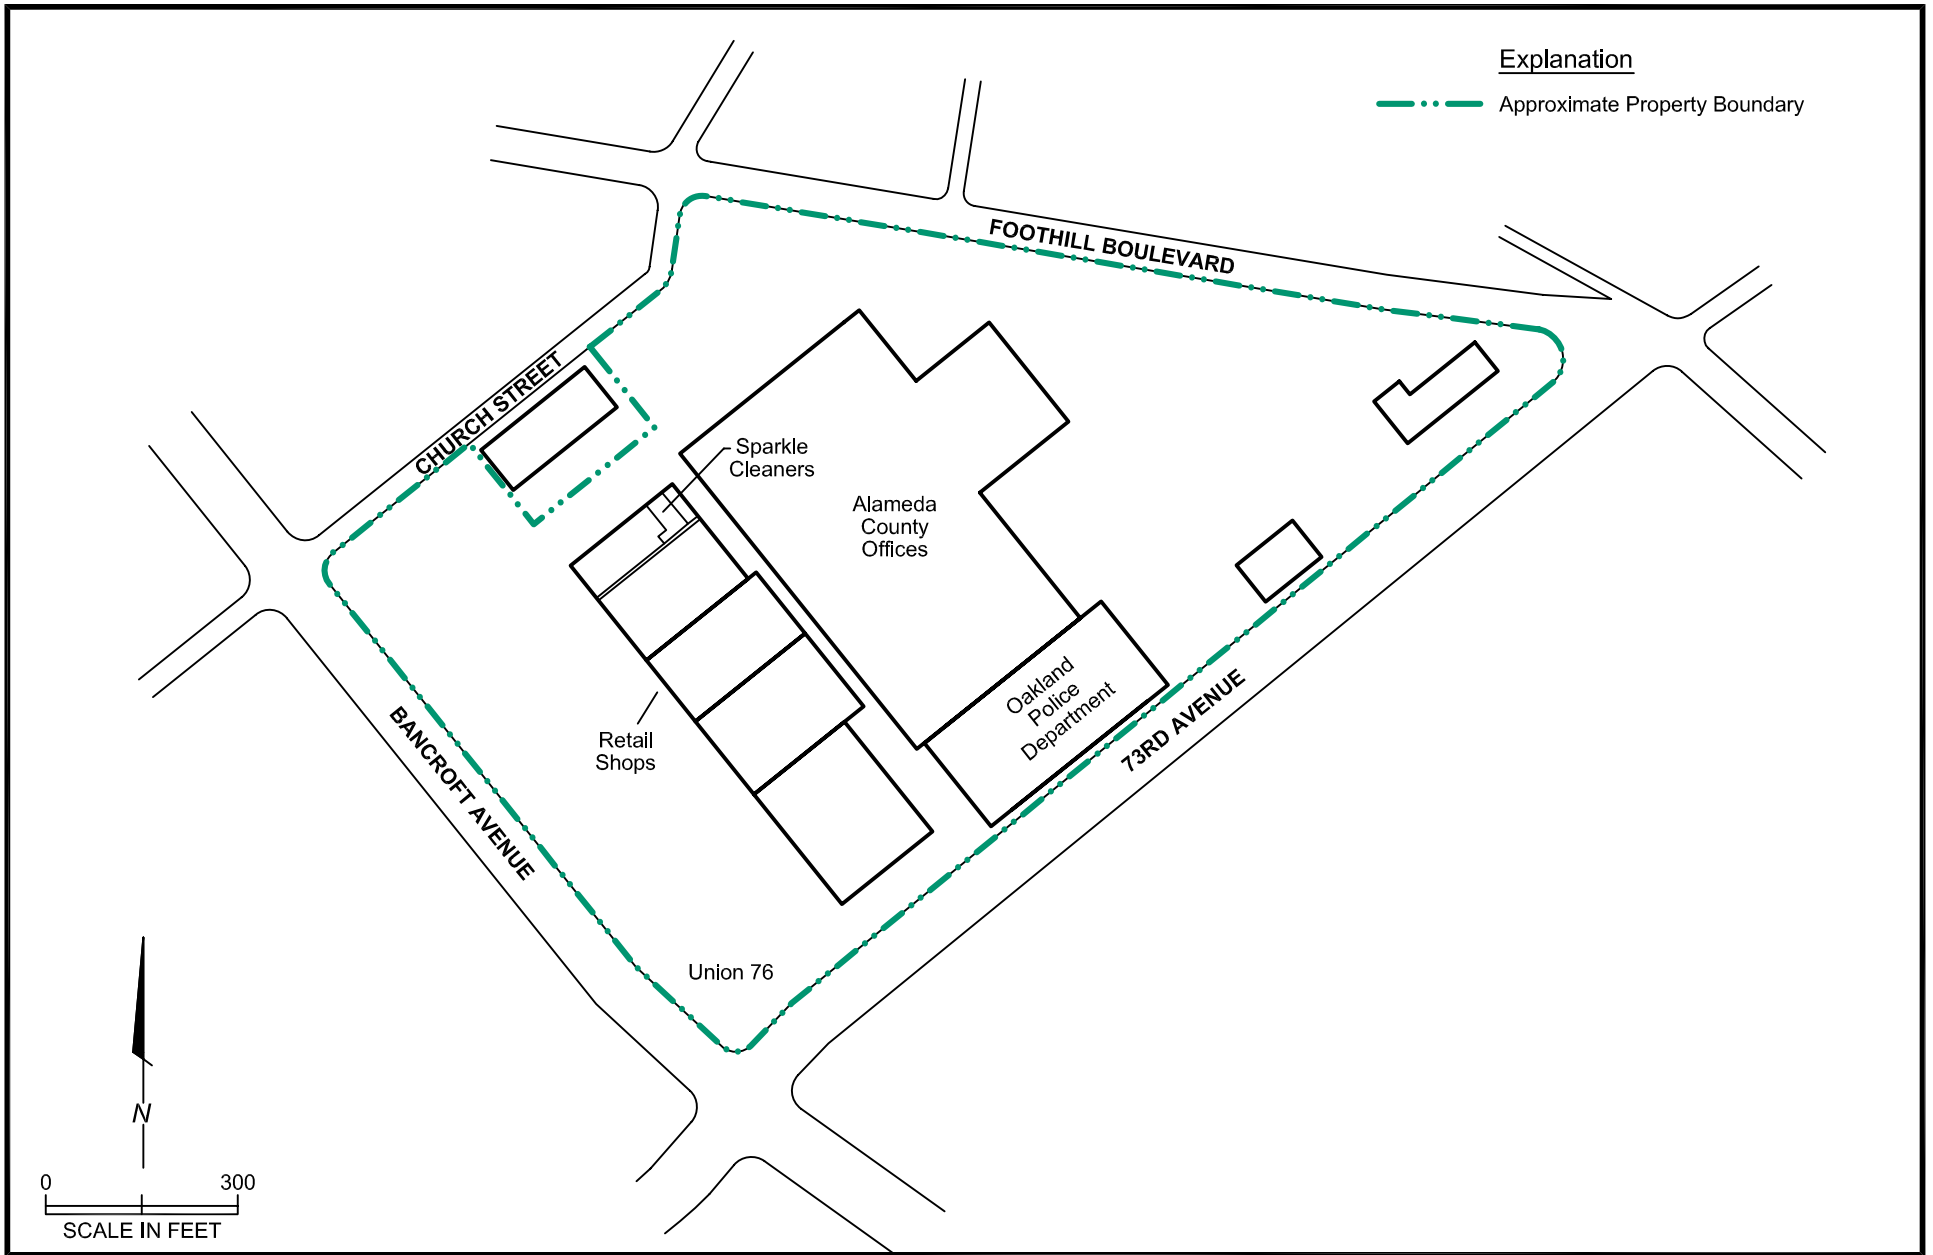 Explanation
Approximate Property Boundary
FOOTHILL BOULEVARD
CHURCH STREET
Sparkle
Cleaners
Alameda
County
Offices
Oakland
Police
Department
73RD AVENUE
Retail
Shops
BANCROFT AVENUE
Union 76
N
0 300
SCALE IN FEET